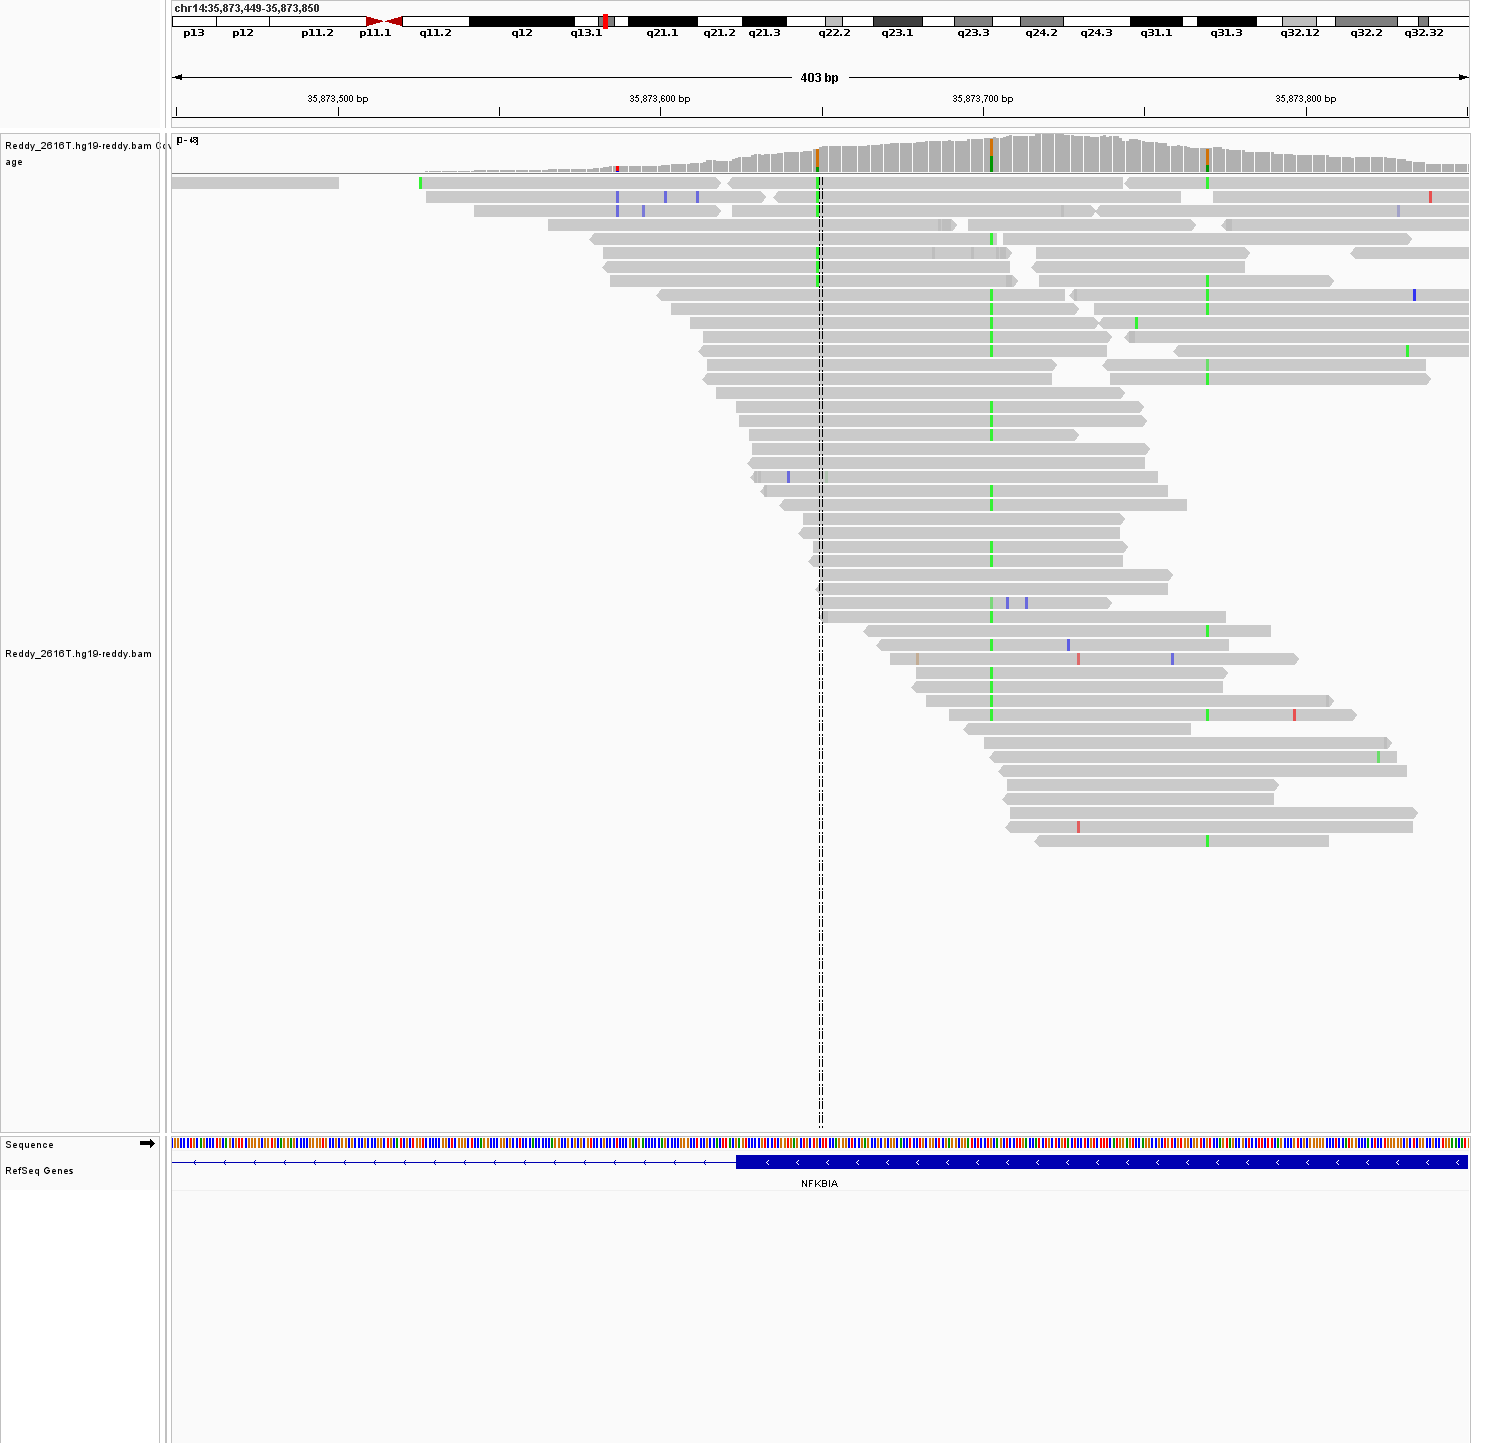 chr14:35,873,449-35,873,850
p13 p12 p11.2 p11.1 q11.2 q12 q13.1 q21.1 q21.2 q21.3 q22.2 q23.1 q23.3 q24.2 q24.3 q31.1 q31.3 q32.12 q32.2 q32.32
403 bp
35,873,500 bp 35,873,600 bp 35,873,700 bp 35,873,800 bp
Reddy_2616T.hg19-reddy.bam Cov
age
Reddy_2616T.hg19-reddy.bam
Sequence
RefSeq Genes
NFKBIA